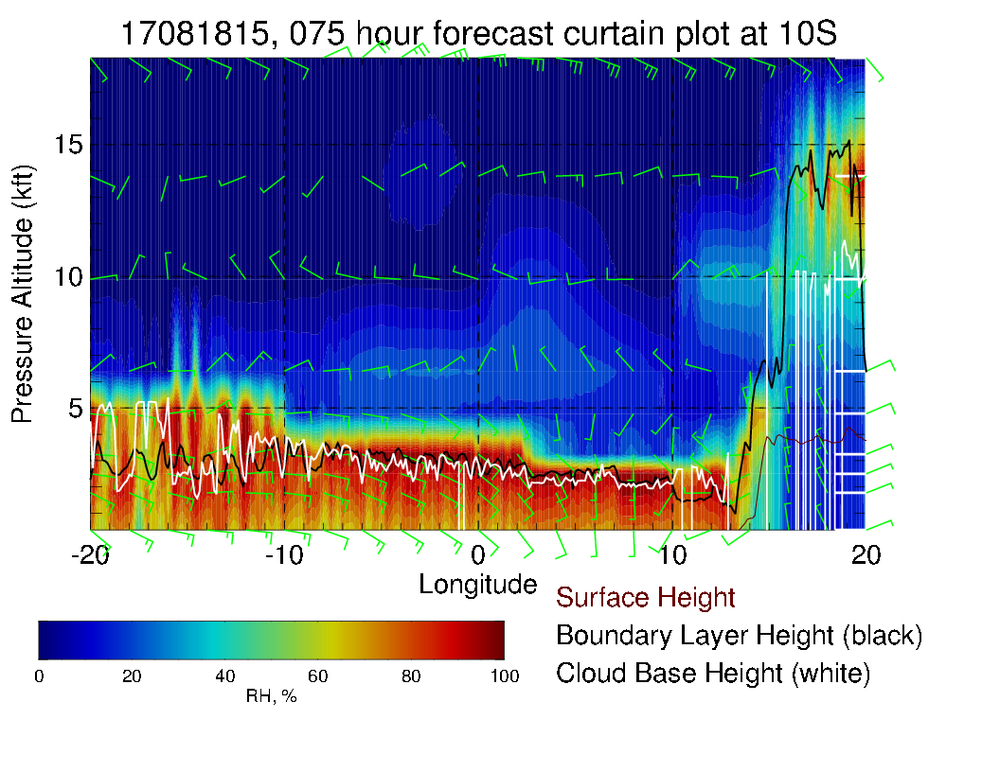 17081815, 075 hour forecast curtain plot at 10S
15
10
5
Pressure Altitude (kft)
-20 -10 0 10 20
Longitude
Surface Height
Boundary Layer Height (black)
Cloud Base Height (white)
0 20 40 60 80 100
RH, %